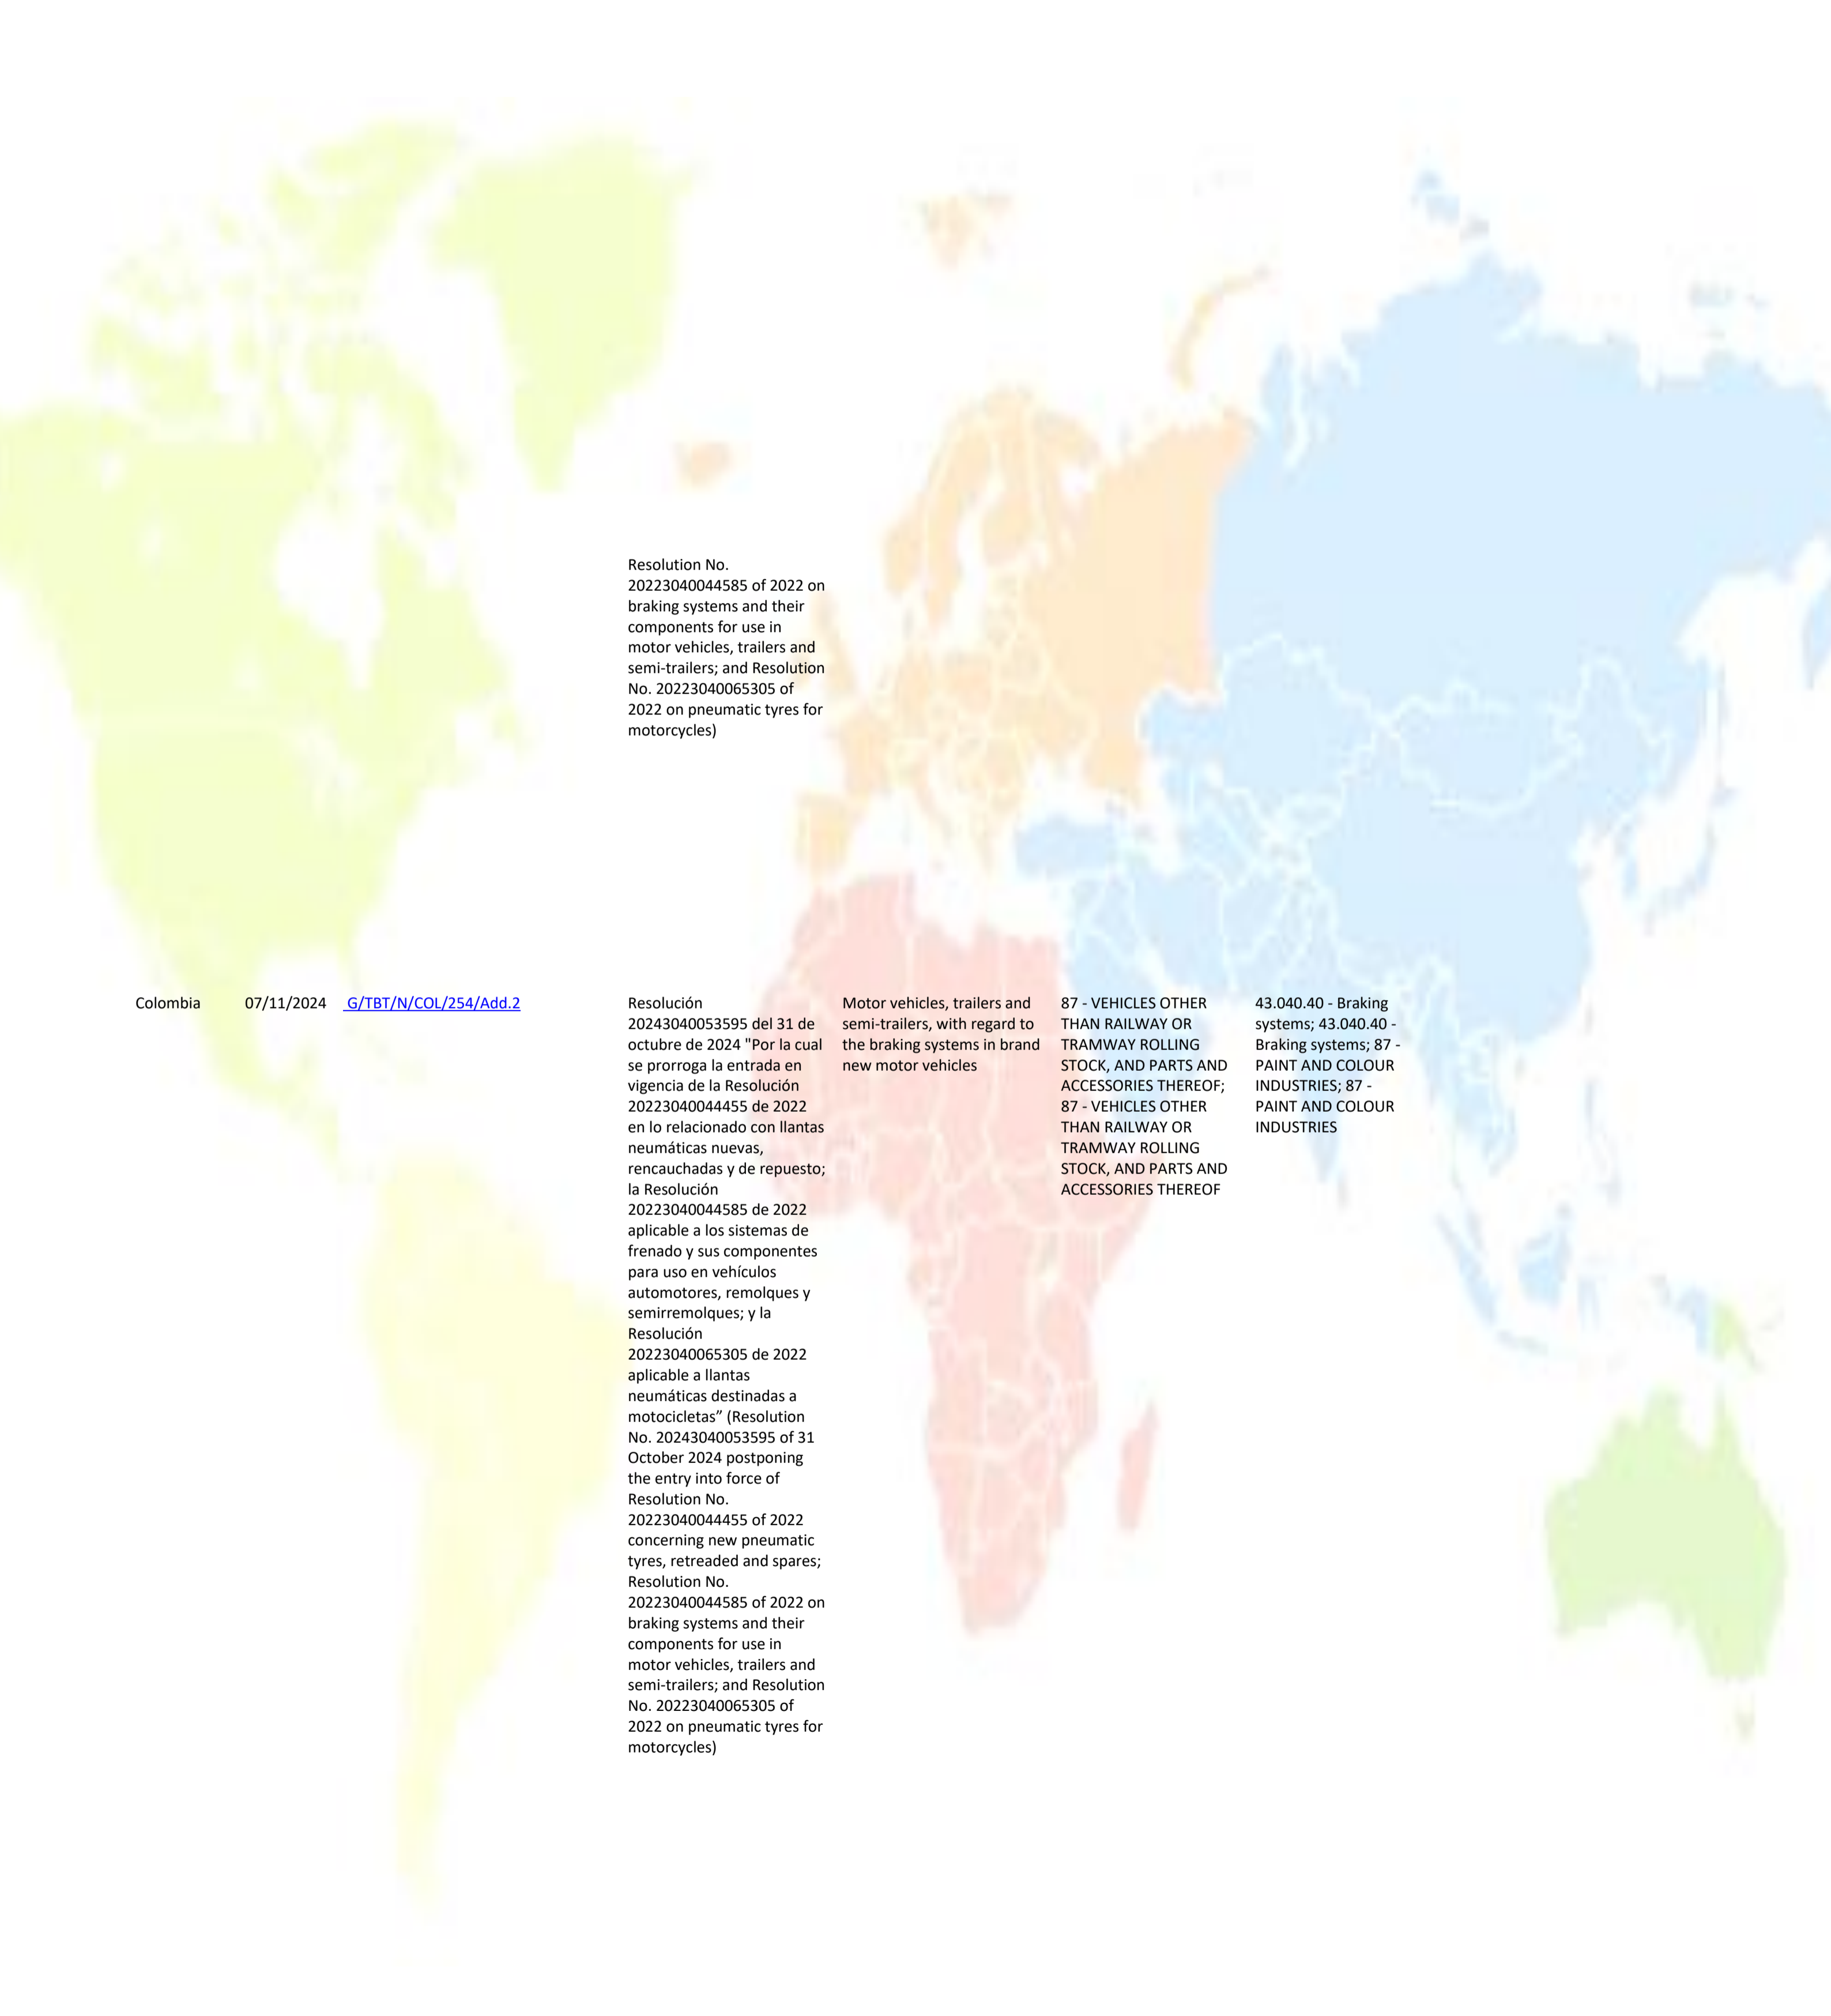 Resolution No.
20223040044585 of 2022 on
braking systems and their
components for use in
motor vehicles, trailers and
semi-trailers; and Resolution
No. 20223040065305 of
2022 on pneumatic tyres for
motorcycles)
Colombia
07/11/2024
G/TBT/N/COL/254/Add.2
Resolución
20243040053595 del 31 de
octubre de 2024 "Por la cual
se prorroga la entrada en
vigencia de la Resolución
20223040044455 de 2022
en lo relacionado con llantas
neumáticas nuevas,
rencauchadas y de repuesto;
la Resolución
20223040044585 de 2022
aplicable a los sistemas de
frenado y sus componentes
para uso en vehículos
automotores, remolques y
semirremolques; y la
Resolución
20223040065305 de 2022
aplicable a llantas
neumáticas destinadas a
motocicletas” (Resolution
No. 20243040053595 of 31
October 2024 postponing
the entry into force of
Resolution No.
20223040044455 of 2022
concerning new pneumatic
tyres, retreaded and spares;
Resolution No.
20223040044585 of 2022 on
braking systems and their
components for use in
motor vehicles, trailers and
semi-trailers; and Resolution
No. 20223040065305 of
2022 on pneumatic tyres for
motorcycles)
Motor vehicles, trailers and
semi-trailers, with regard to
the braking systems in brand
new motor vehicles
87 - VEHICLES OTHER
THAN RAILWAY OR
TRAMWAY ROLLING
STOCK, AND PARTS AND
ACCESSORIES THEREOF;
87 - VEHICLES OTHER
THAN RAILWAY OR
TRAMWAY ROLLING
STOCK, AND PARTS AND
ACCESSORIES THEREOF
43.040.40 - Braking
systems; 43.040.40 -
Braking systems; 87 -
PAINT AND COLOUR
INDUSTRIES; 87 -
PAINT AND COLOUR
INDUSTRIES